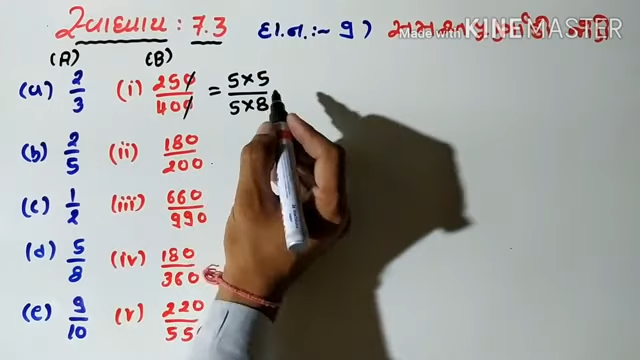 સ્વાધ્યાય : 7.3 દા.ન. :- 9)
Made with KINEMASTER
(A) (B)
(a) 2/3 (i) 250/400 = 5×5/5×8
(b) 2/5 (ii) 180/200
(c) 1/2 (iii) 660/990
(d) 5/8 (iv) 180/360
(e) 9/10 (v) 220/55